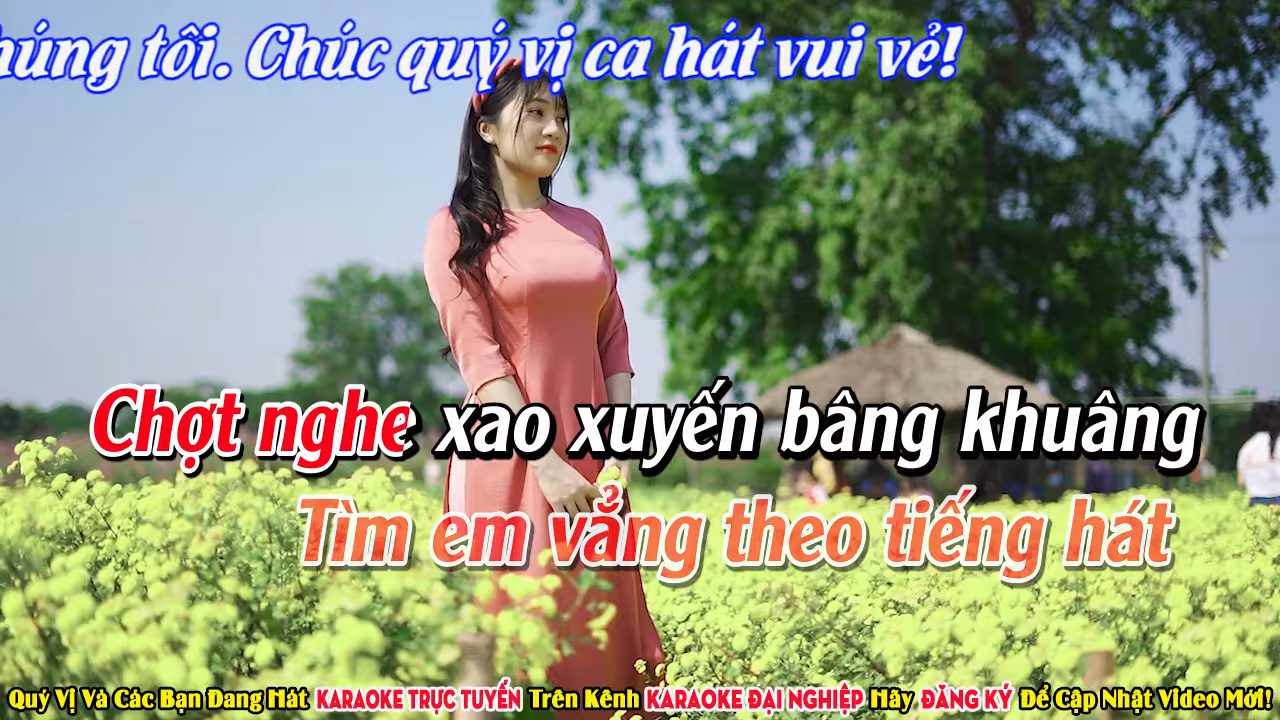 húng tôi. Chúc quý vị ca hát vui vẻ!
Chợt nghe xao xuyến bâng khuâng
Tìm em vẳng theo tiếng hát
Quý Vị Và Các Bạn Đang Hát KARAOKE TRỰC TUYẾN Trên Kênh KARAOKE ĐẠI NGHIỆP Hãy ĐĂNG KÝ Để Cập Nhật Video Mới!